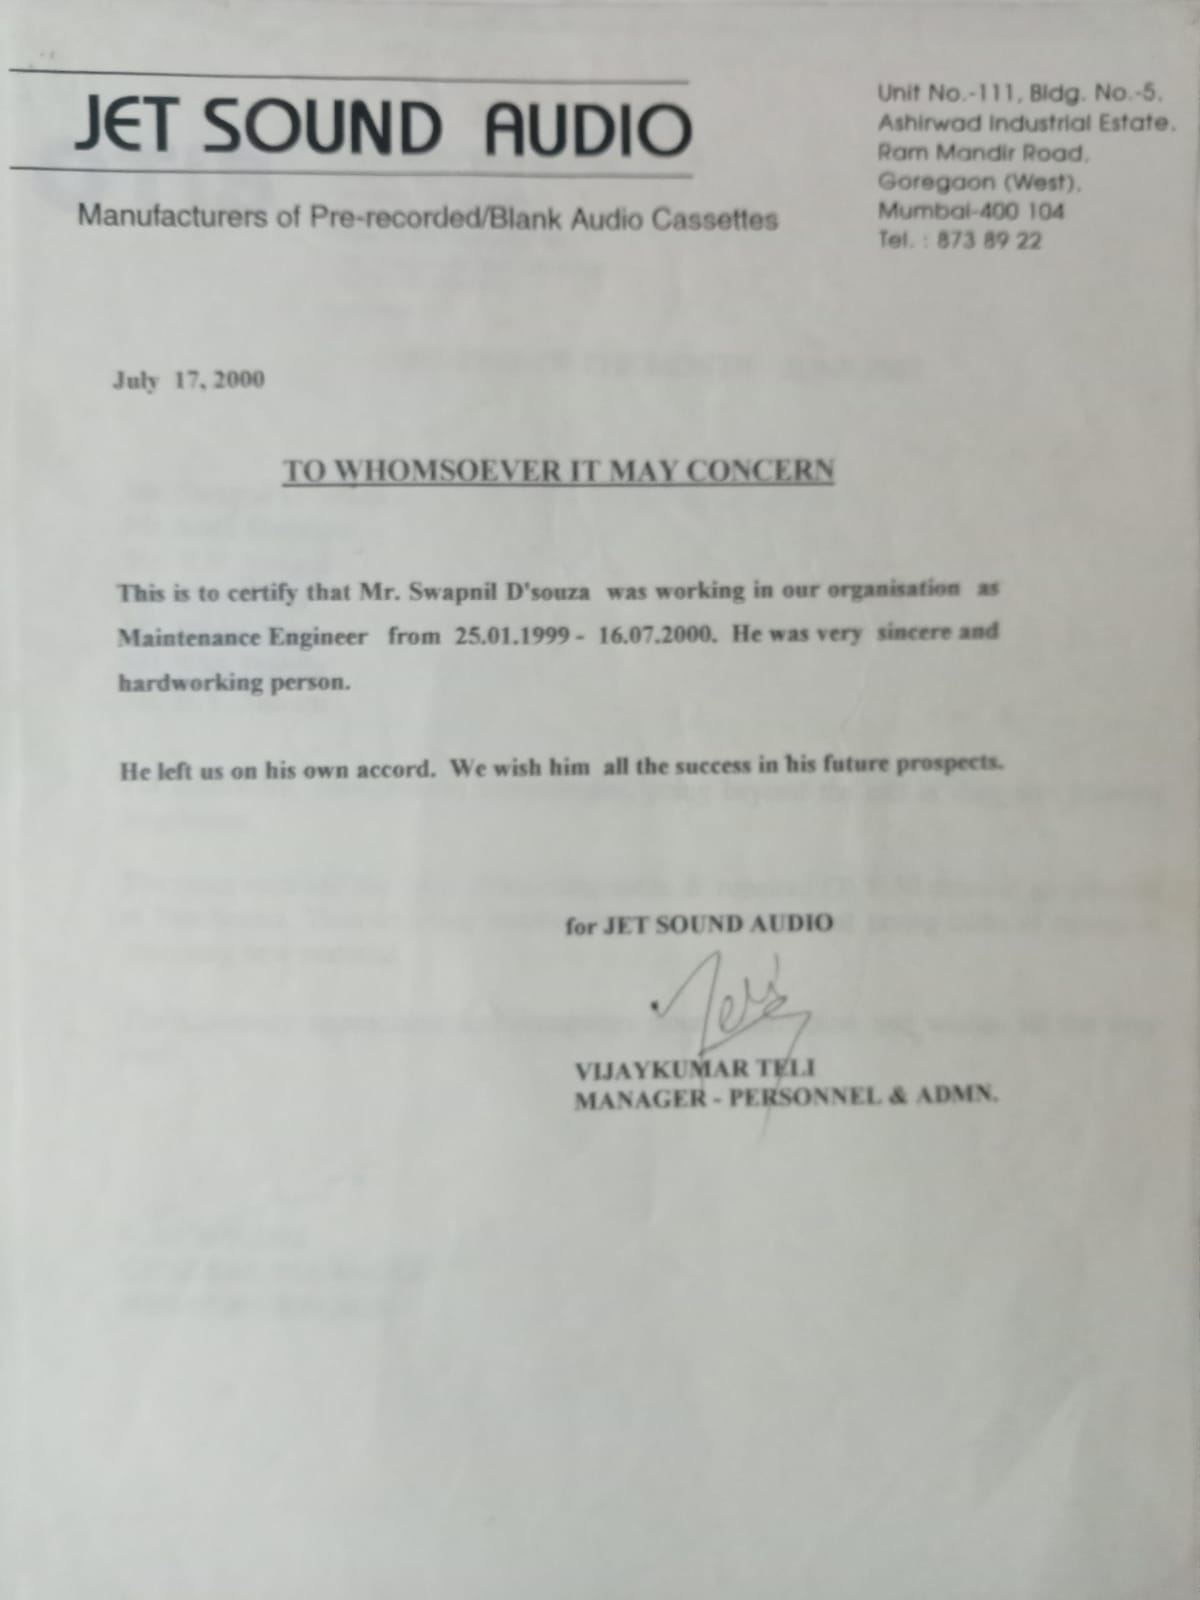 JET SOUND AUDIO
Manufacturers of Pre-recorded/Blank Audio Cassettes
Unit No.-111, Bldg. No.-5,
Ashirwad Industrial Estate,
Ram Mandir Road,
Goregaon (West),
Mumbai-400 104
Tel. : 873 89 22
July 17, 2000
TO WHOMSOEVER IT MAY CONCERN
This is to certify that Mr. Swapnil D'souza was working in our organisation as
Maintenance Engineer from 25.01.1999 - 16.07.2000. He was very sincere and
hardworking person.
He left us on his own accord. We wish him all the success in his future prospects.
for JET SOUND AUDIO
Teli
VIJAYKUMAR TELI
MANAGER - PERSONNEL & ADMN.